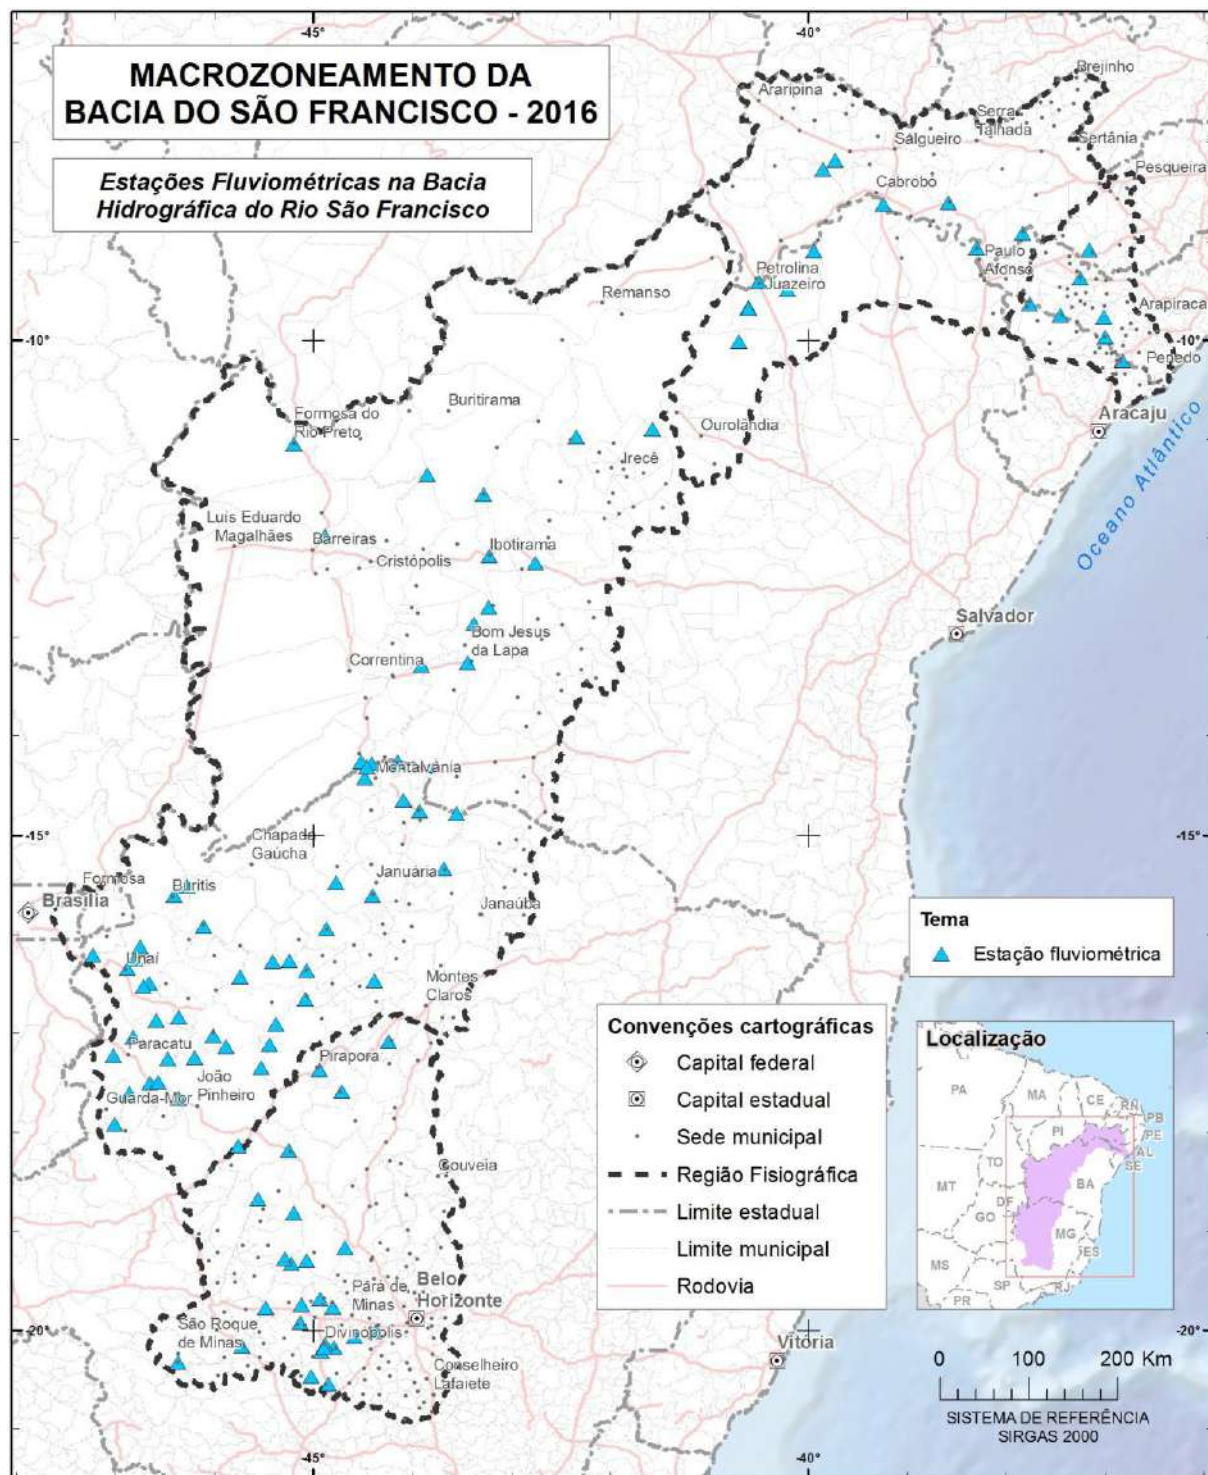 -45°
-40°
MACROZONEAMENTO DA
BACIA DO SÃO FRANCISCO - 2016
Estações Fluviométricas na Bacia
Hidrográfica do Rio São Francisco
Brejinho
Araripina
Serra
Talhada
Salgueiro
Sertânia
Pesqueira
Cabrobó
Paulo
Afonso
Petrolina
Juazeiro
Remanso
Arapiraca
-10°
-10°
Penedo
Buritirama
Formosa do
Rio Preto
Ourolandia
Aracaju
Irecê
Oceano Atlântico
Luis Eduardo
Magalhães
Barreiras
Ibotirama
Cristópolis
Salvador
Bom Jesus
da Lapa
Correntina
Montalvânia
-15°
-15°
Chapada
Gaúcha
Formosa
Buritis
Januária
Brasília
Janaúba
Unaí
Montes
Claros
Paracatu
Pirapora
João
Pinheiro
Guarda-Mor
Gouveia
Pará de
Minas
Belo
Horizonte
São Roque
de Minas
Divinópolis
-20°
Vitória
Conselheiro
Lafaiete
-45°
-40°
Tema
Estação fluviométrica
Convenções cartográficas
Capital federal
Capital estadual
Sede municipal
Região Fisiográfica
Limite estadual
Limite municipal
Rodovia
Localização
PA
MA
CE
RN
PB
PI
PE
AL
SE
TO
MT
BA
DF
GO
MG
ES
MS
SP
RJ
PR
0 100 200 Km
SISTEMA DE REFERÊNCIA
SIRGAS 2000